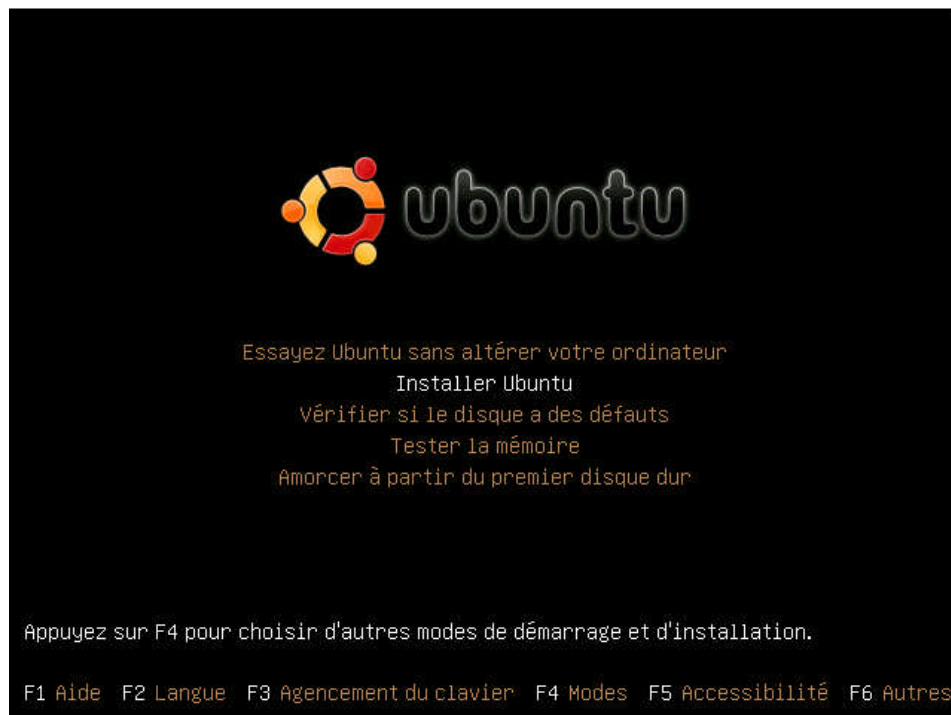 ubuntu
Essayez Ubuntu sans altérer votre ordinateur
Installer Ubuntu
Vérifier si le disque a des défauts
Tester la mémoire
Amorcer à partir du premier disque dur
Appuyez sur F4 pour choisir d'autres modes de démarrage et d'installation.
F1 Aide F2 Langue F3 Agencement du clavier F4 Modes F5 Accessibilité F6 Autres